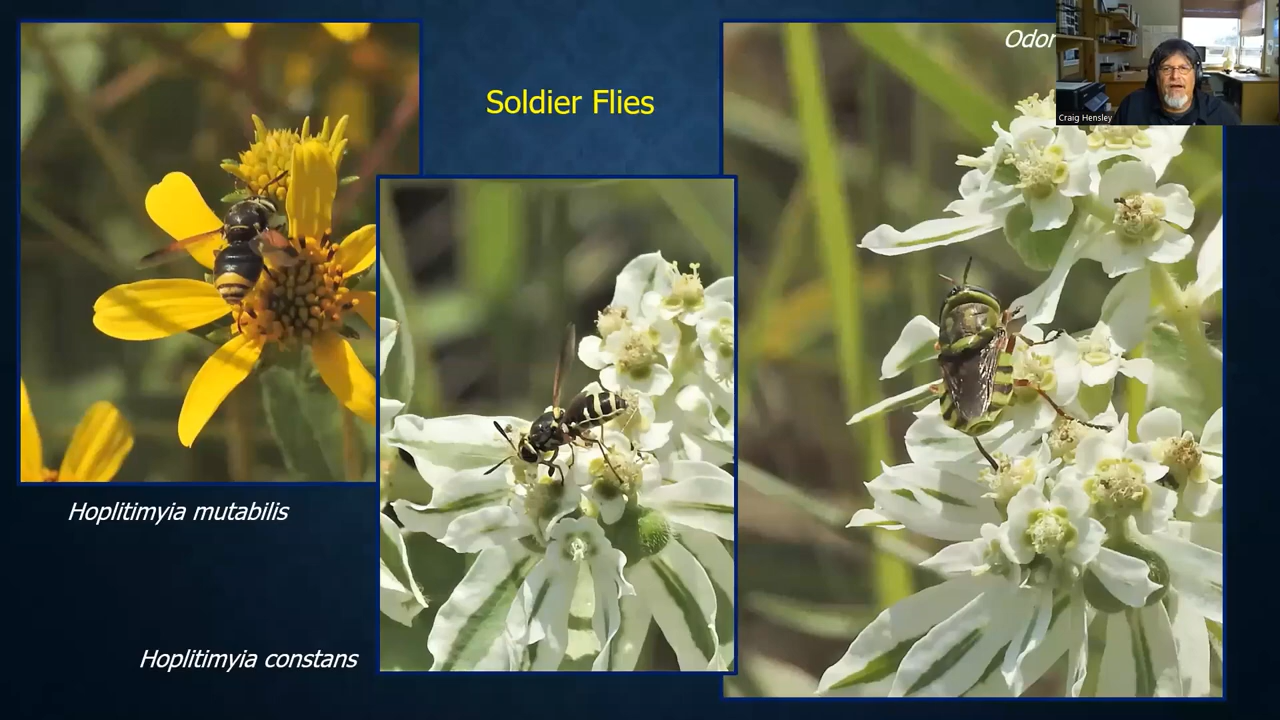 Odor
Craig Hensley
Soldier Flies
Hoplitimyia mutabilis
Hoplitimyia constans